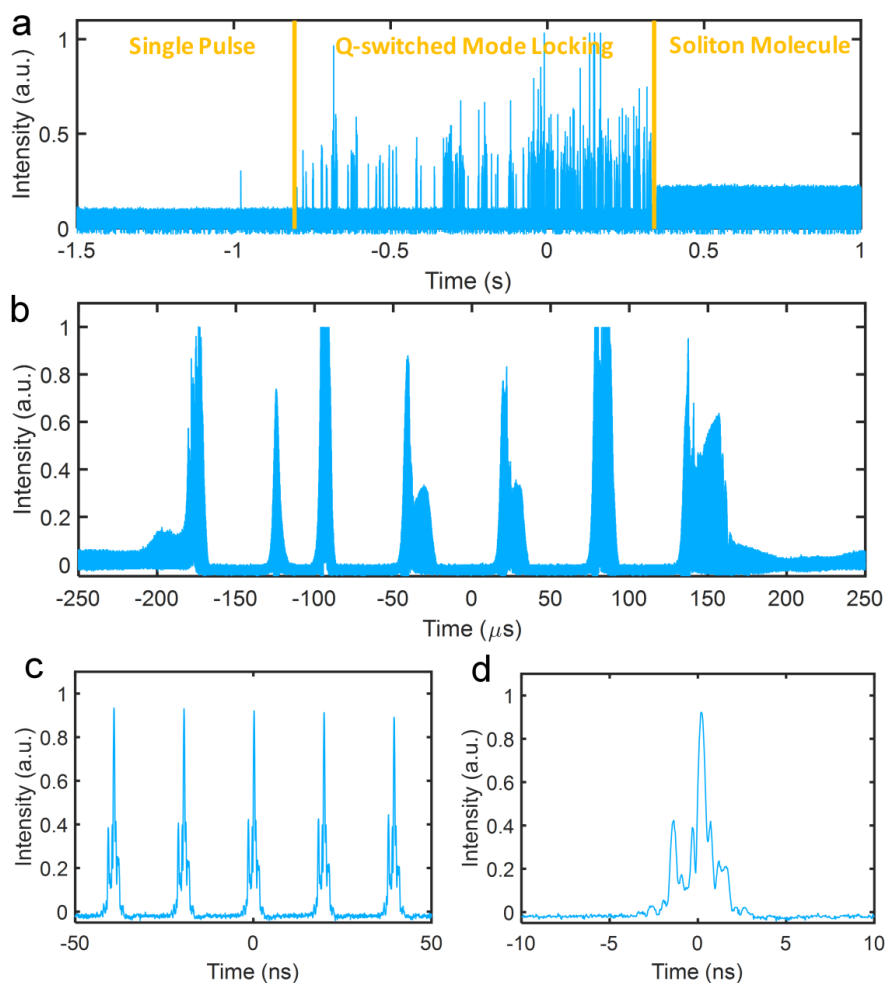 a
Single Pulse Q-switched Mode Locking Soliton Molecule
Intensity (a.u.)
1
0.5
0
-1.5 -1 -0.5 0 0.5 1
Time (s)
b
Intensity (a.u.)
1
0.8
0.6
0.4
0.2
0
-250 -200 -150 -100 -50 0 50 100 150 200 250
Time (μs)
c
Intensity (a.u.)
1
0.8
0.6
0.4
0.2
0
-50 0 50
Time (ns)
d
Intensity (a.u.)
1
0.8
0.6
0.4
0.2
0
-10 -5 0 5 10
Time (ns)